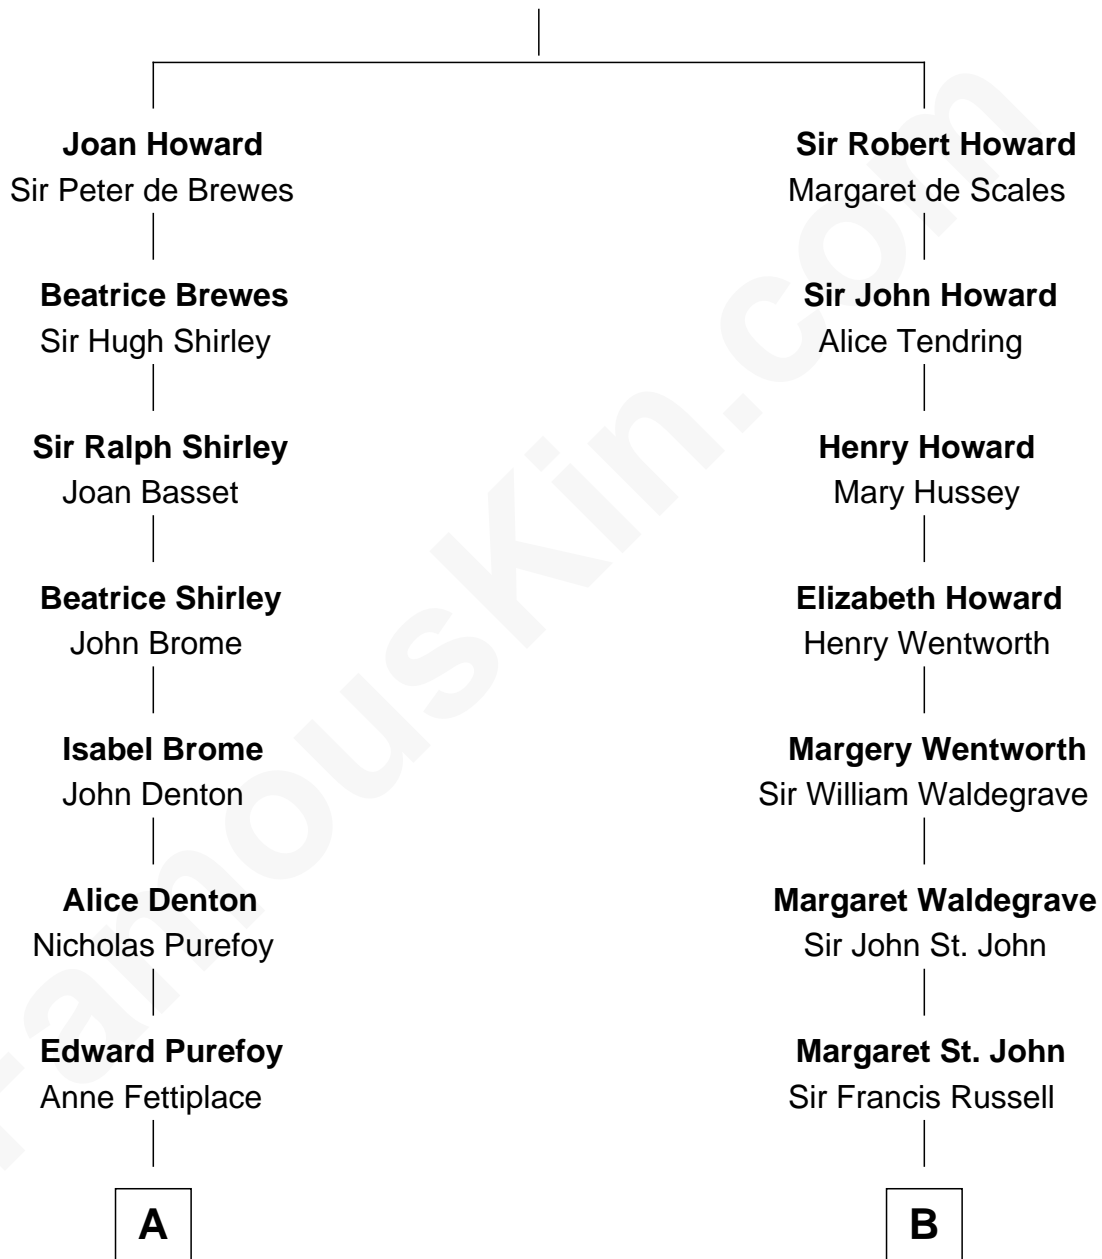 Joan Howard
Sir Peter de Brewes
Beatrice Brewes
Sir Hugh Shirley
Sir Ralph Shirley
Joan Basset
Beatrice Shirley
John Brome
Isabel Brome
John Denton
Alice Denton
Nicholas Purefoy
Edward Purefoy
Anne Fettiplace
A
Sir Robert Howard
Margaret de Scales
Sir John Howard
Alice Tendring
Henry Howard
Mary Hussey
Elizabeth Howard
Henry Wentworth
Margery Wentworth
Sir William Waldegrave
Margaret Waldegrave
Sir John St. John
Margaret St. John
Sir Francis Russell
B
FamousKin.com